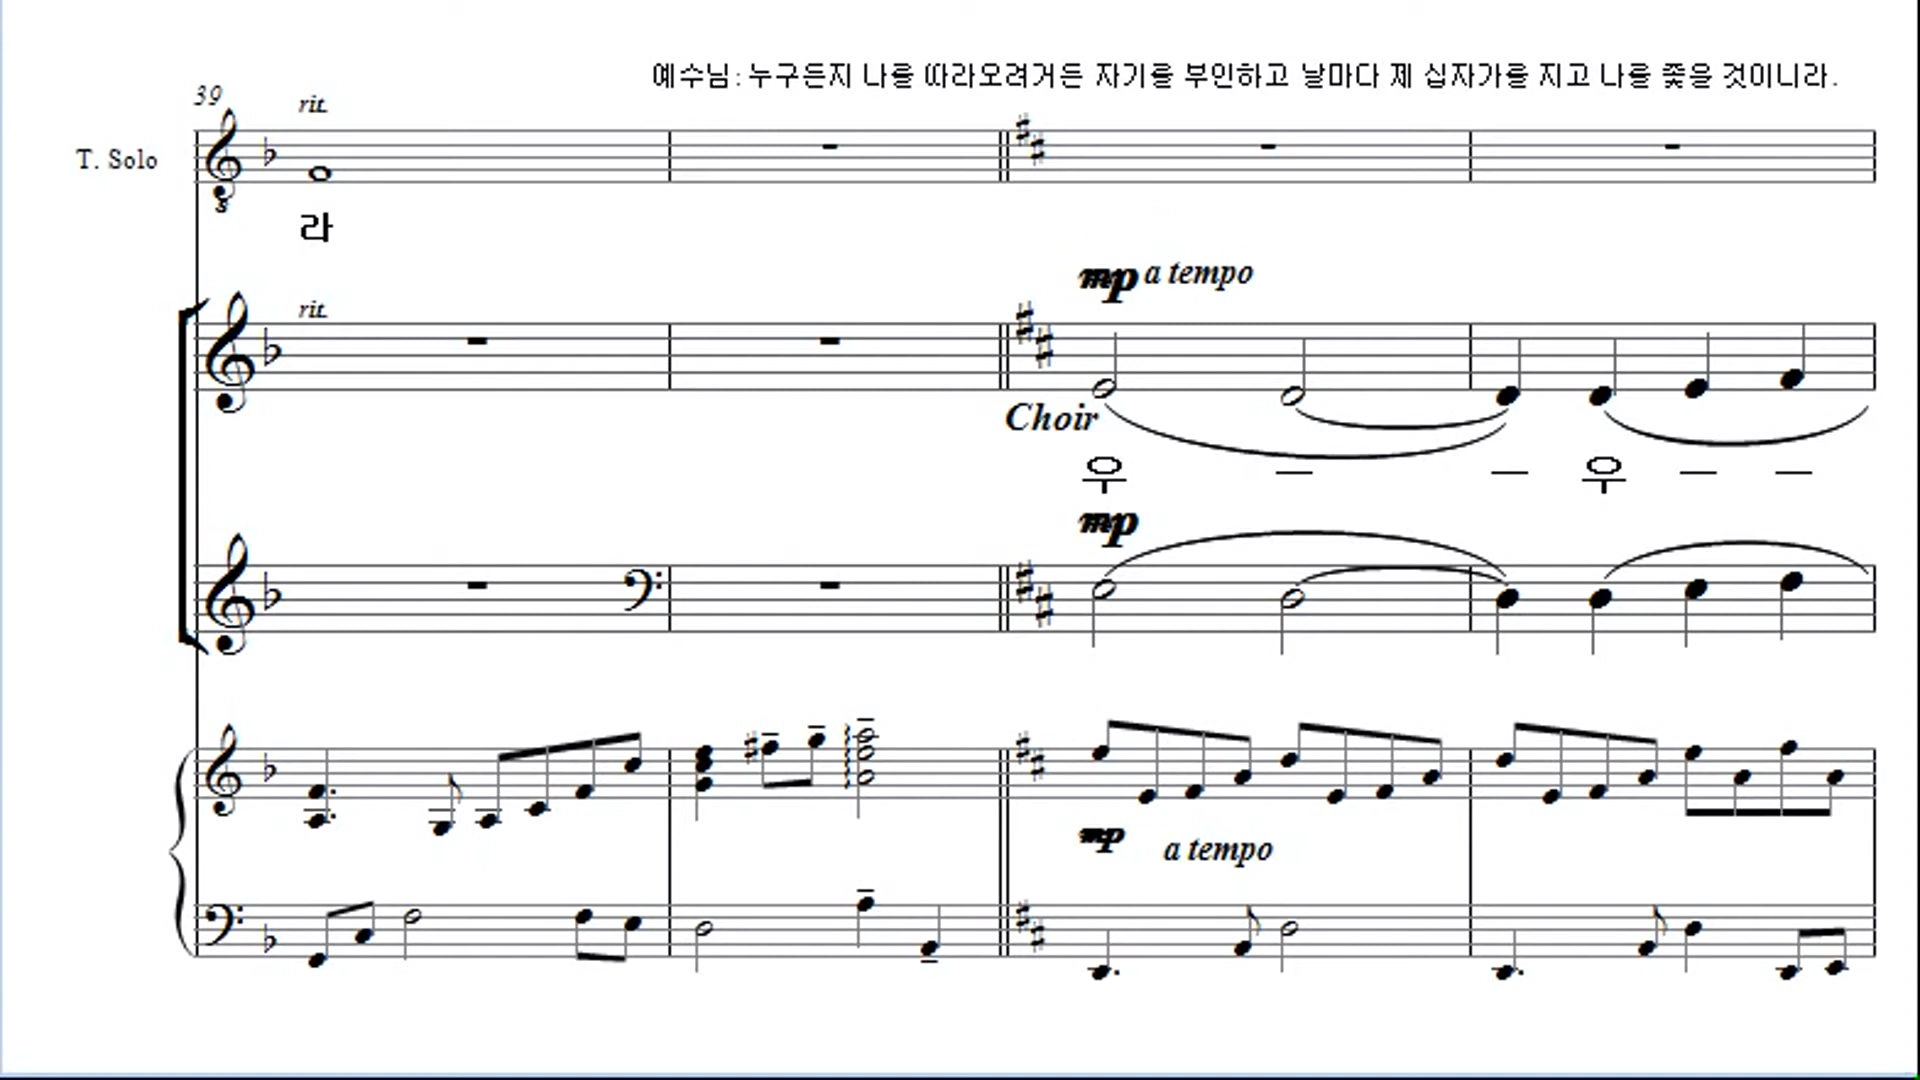 예수님: 누구든지 나를 따라오려거든 자기를 부인하고 날마다 제 십자가를 지고 나를 쫓을 것이니라.
39
rit.
T. Solo
8
라
mp a tempo
rit.
Choir
우 — — 우 — —
mp
mp a tempo